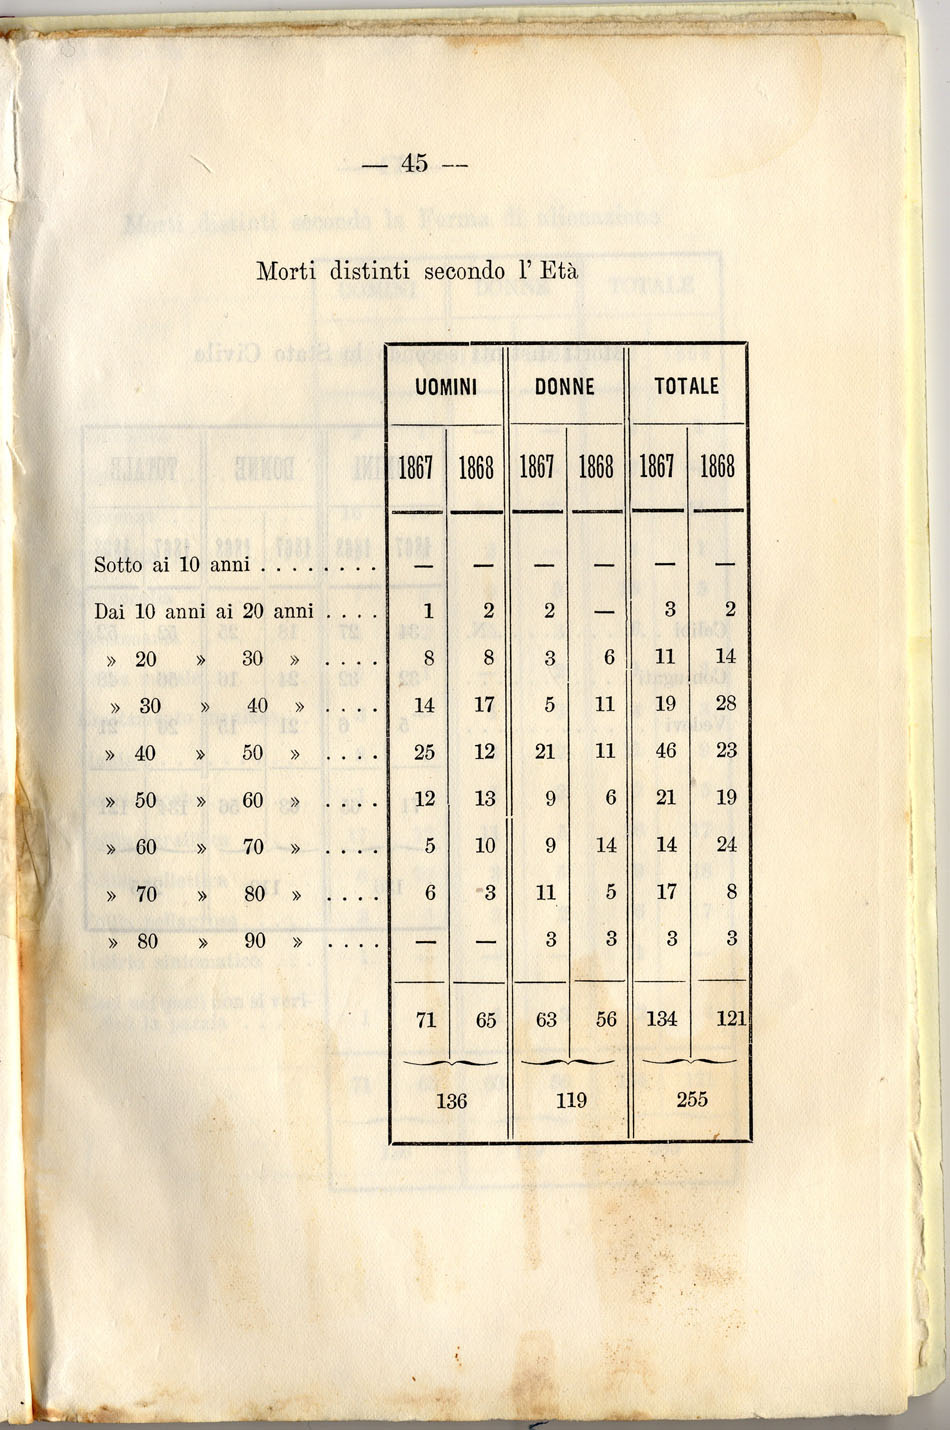 — 45 —
Morti distinti secondo l' Età
UOMINI DONNE TOTALE
1867 1868 1867 1868 1867 1868
Sotto ai 10 anni . . . . . . . . — — — — — —
Dai 10 anni ai 20 anni . . . . 1 2 2 — 3 2
» 20 » 30 » . . . . 8 8 3 6 11 14
» 30 » 40 » . . . . 14 17 5 11 19 28
» 40 » 50 » . . . . 25 12 21 11 46 23
» 50 » 60 » . . . . 12 13 9 6 21 19
» 60 » 70 » . . . . 5 10 9 14 14 24
» 70 » 80 » . . . . 6 3 11 5 17 8
» 80 » 90 » . . . . — — 3 3 3 3
71 65 63 56 134 121
136 119 255